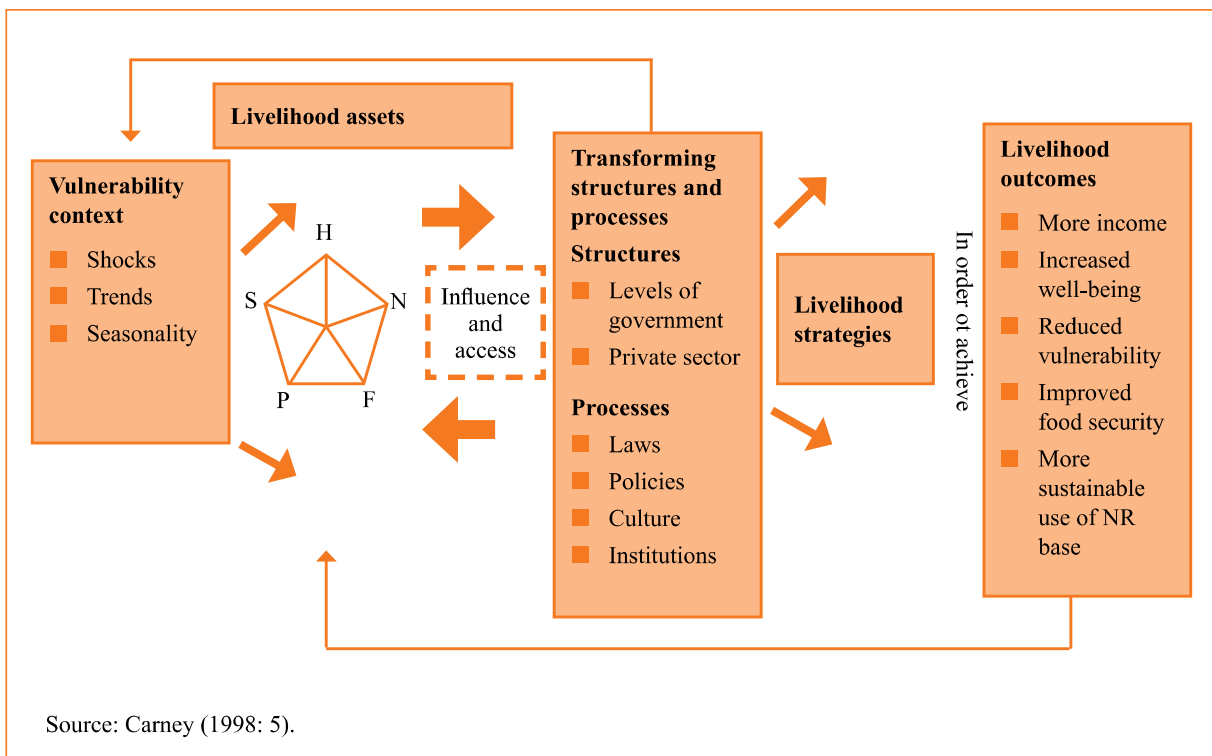 Livelihood assets
Vulnerability
context
Shocks
Trends
Seasonality
H
S
N
P
F
Influence
and
access
Transforming
structures and
processes
Structures
Levels of
government
Private sector
Processes
Laws
Policies
Culture
Institutions
Livelihood
strategies
In order ot achieve
Livelihood
outcomes
More income
Increased
well-being
Reduced
vulnerability
Improved
food security
More
sustainable
use of NR
base
Source: Carney (1998: 5).